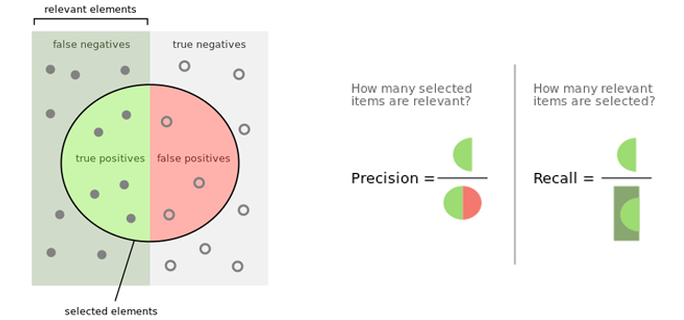 relevant elements
false negatives
true negatives
true positives
false positives
selected elements
How many selected
items are relevant?
Precision =
How many relevant
items are selected?
Recall =